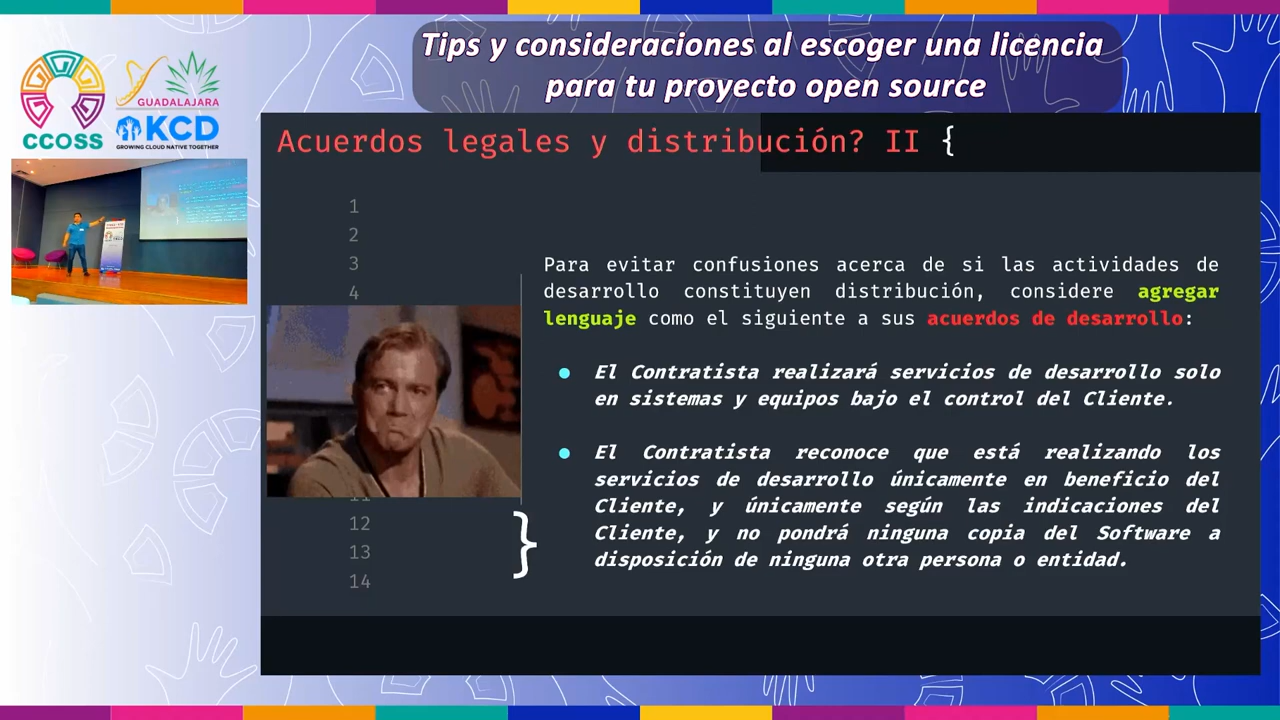 Tips y consideraciones al escoger una licencia
para tu proyecto open source
CCOSS
GUADALAJARA
KCD
GROWING CLOUD NATIVE TOGETHER
Acuerdos legales y distribución? II {
1
2
3
4
Para evitar confusiones acerca de si las actividades de
desarrollo constituyen distribución, considere agregar
lenguaje como el siguiente a sus acuerdos de desarrollo:
● El Contratista realizará servicios de desarrollo solo
en sistemas y equipos bajo el control del Cliente.
● El Contratista reconoce que está realizando los
servicios de desarrollo únicamente en beneficio del
Cliente, y únicamente según las indicaciones del
Cliente, y no pondrá ninguna copia del Software a
disposición de ninguna otra persona o entidad.
12
13
14
}